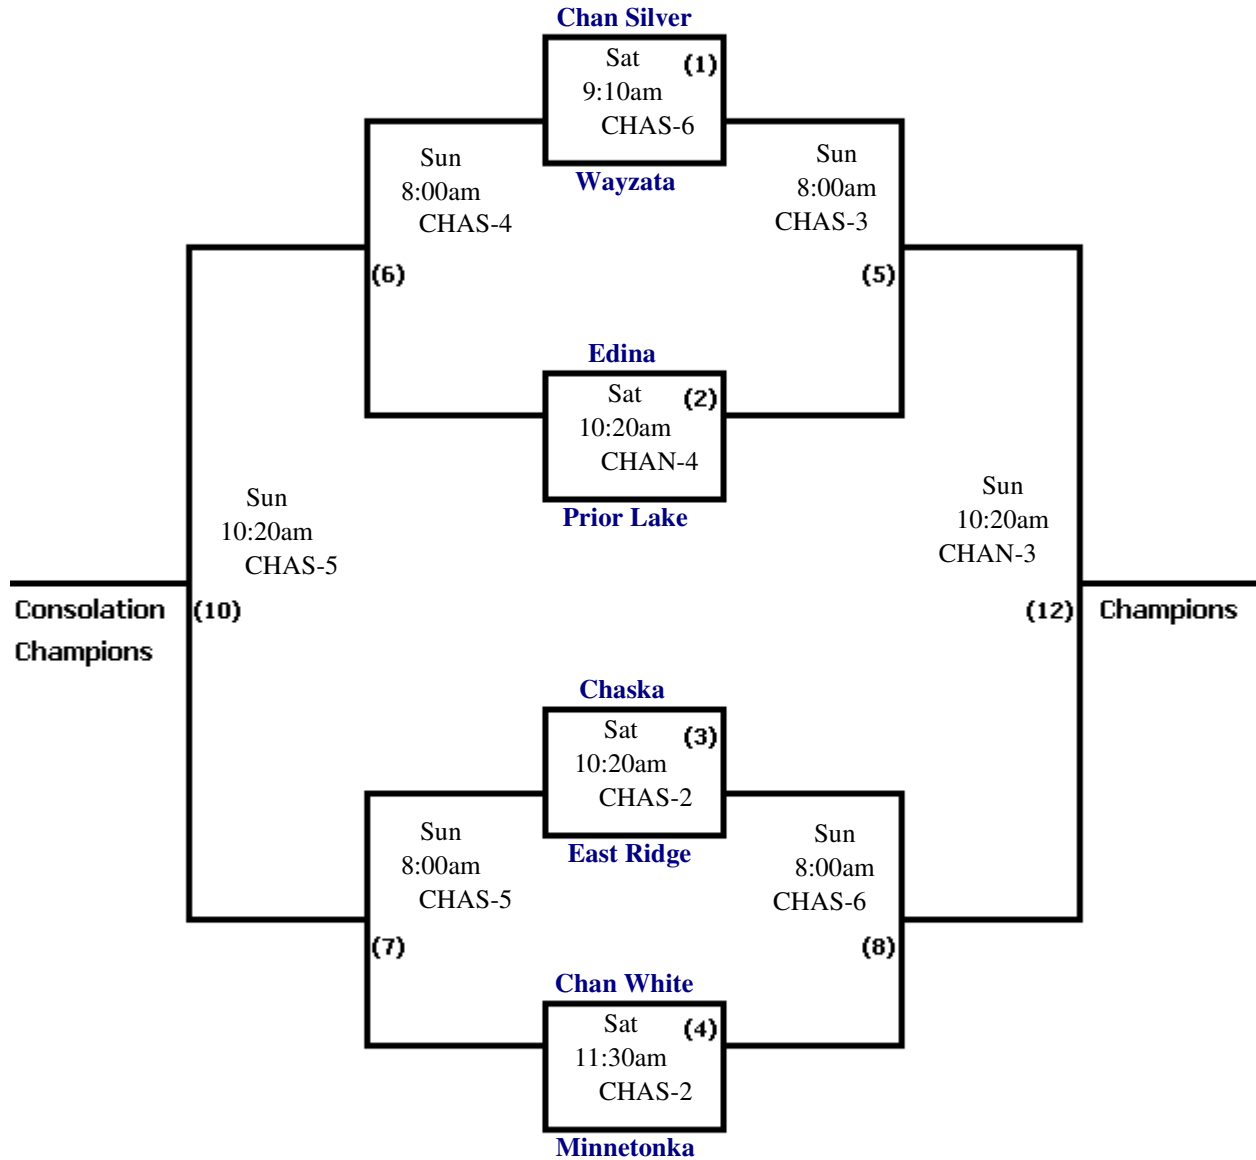 Chan Silver
Sat (1)
9:10am
CHAS-6
Wayzata
Sun
8:00am
CHAS-4
(6)
Sun
8:00am
CHAS-3
(5)
Edina
Sat (2)
10:20am
CHAN-4
Prior Lake
Sun
10:20am
CHAS-5
Consolation (10)
Champions
Sun
10:20am
CHAN-3
(12) Champions
Chaska
Sat (3)
10:20am
CHAS-2
East Ridge
Sun
8:00am
CHAS-5
(7)
Sun
8:00am
CHAS-6
(8)
Chan White
Sat (4)
11:30am
CHAS-2
Minnetonka